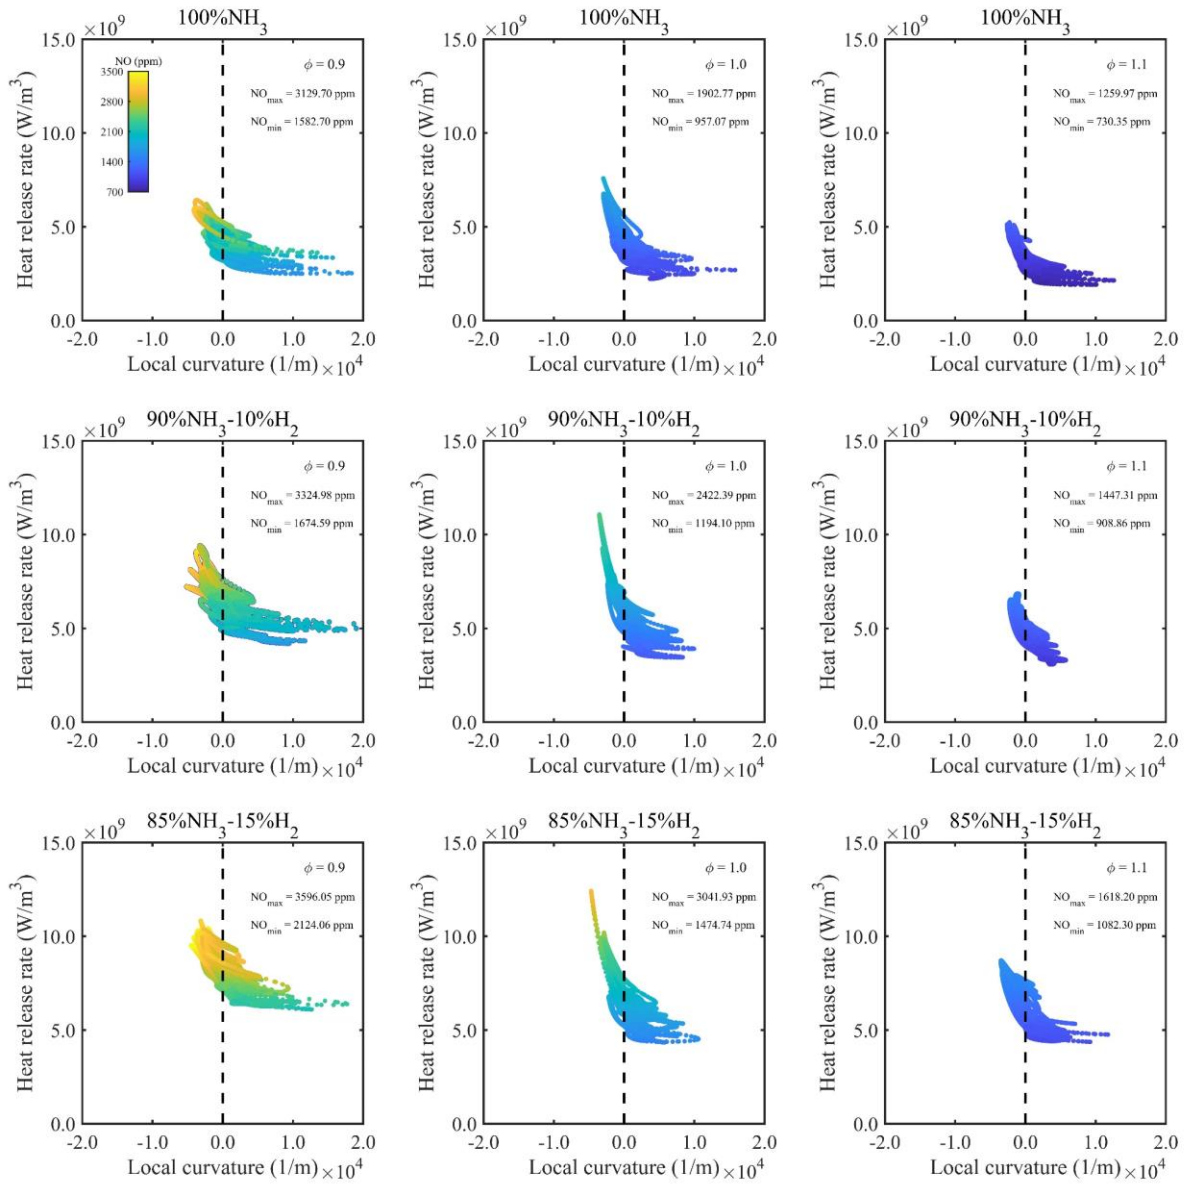 100%NH3
×10^9
15.0
10.0
5.0
0.0
Heat release rate (W/m^3)
NO (ppm)
3500
2800
2100
1400
700
ϕ = 0.9
NOmax = 3129.70 ppm
NOmin = 1582.70 ppm
-2.0 -1.0 0.0 1.0 2.0
Local curvature (1/m) ×10^4
100%NH3
×10^9
15.0
10.0
5.0
0.0
Heat release rate (W/m^3)
ϕ = 1.0
NOmax = 1902.77 ppm
NOmin = 957.07 ppm
-2.0 -1.0 0.0 1.0 2.0
Local curvature (1/m) ×10^4
100%NH3
×10^9
15.0
10.0
5.0
0.0
Heat release rate (W/m^3)
ϕ = 1.1
NOmax = 1259.97 ppm
NOmin = 730.35 ppm
-2.0 -1.0 0.0 1.0 2.0
Local curvature (1/m) ×10^4
90%NH3-10%H2
×10^9
15.0
10.0
5.0
0.0
Heat release rate (W/m^3)
ϕ = 0.9
NOmax = 3324.98 ppm
NOmin = 1674.59 ppm
-2.0 -1.0 0.0 1.0 2.0
Local curvature (1/m) ×10^4
90%NH3-10%H2
×10^9
15.0
10.0
5.0
0.0
Heat release rate (W/m^3)
ϕ = 1.0
NOmax = 2422.39 ppm
NOmin = 1194.10 ppm
-2.0 -1.0 0.0 1.0 2.0
Local curvature (1/m) ×10^4
90%NH3-10%H2
×10^9
15.0
10.0
5.0
0.0
Heat release rate (W/m^3)
ϕ = 1.1
NOmax = 1447.31 ppm
NOmin = 908.86 ppm
-2.0 -1.0 0.0 1.0 2.0
Local curvature (1/m) ×10^4
85%NH3-15%H2
×10^9
15.0
10.0
5.0
0.0
Heat release rate (W/m^3)
ϕ = 0.9
NOmax = 3596.05 ppm
NOmin = 2124.06 ppm
-2.0 -1.0 0.0 1.0 2.0
Local curvature (1/m) ×10^4
85%NH3-15%H2
×10^9
15.0
10.0
5.0
0.0
Heat release rate (W/m^3)
ϕ = 1.0
NOmax = 3041.93 ppm
NOmin = 1474.74 ppm
-2.0 -1.0 0.0 1.0 2.0
Local curvature (1/m) ×10^4
85%NH3-15%H2
×10^9
15.0
10.0
5.0
0.0
Heat release rate (W/m^3)
ϕ = 1.1
NOmax = 1618.20 ppm
NOmin = 1082.30 ppm
-2.0 -1.0 0.0 1.0 2.0
Local curvature (1/m) ×10^4